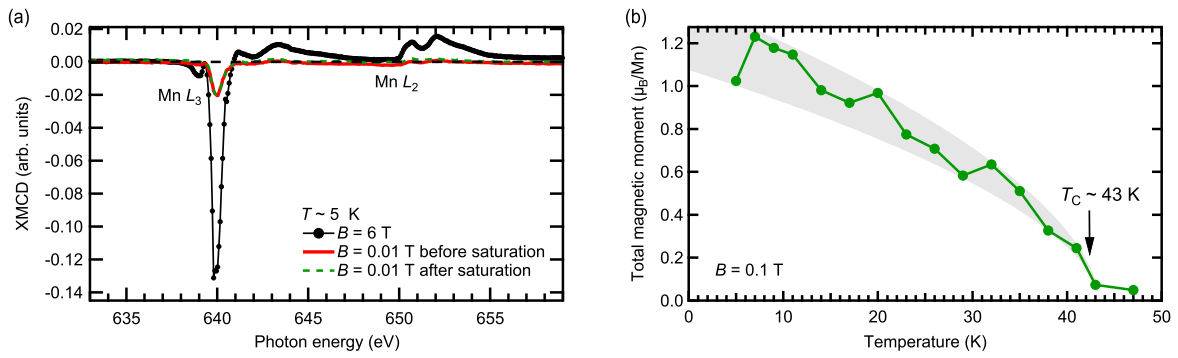 (a)
0.02
0.00
-0.02
-0.04
-0.06
-0.08
-0.10
-0.12
-0.14
XMCD (arb. units)
Mn L3
Mn L2
T ~ 5 K
B = 6 T
B = 0.01 T before saturation
B = 0.01 T after saturation
635
640
645
650
655
Photon energy (eV)
(b)
1.2
1.0
0.8
0.6
0.4
0.2
0.0
Total magnetic moment (μB/Mn)
TC ~ 43 K
B = 0.1 T
0
10
20
30
40
50
Temperature (K)